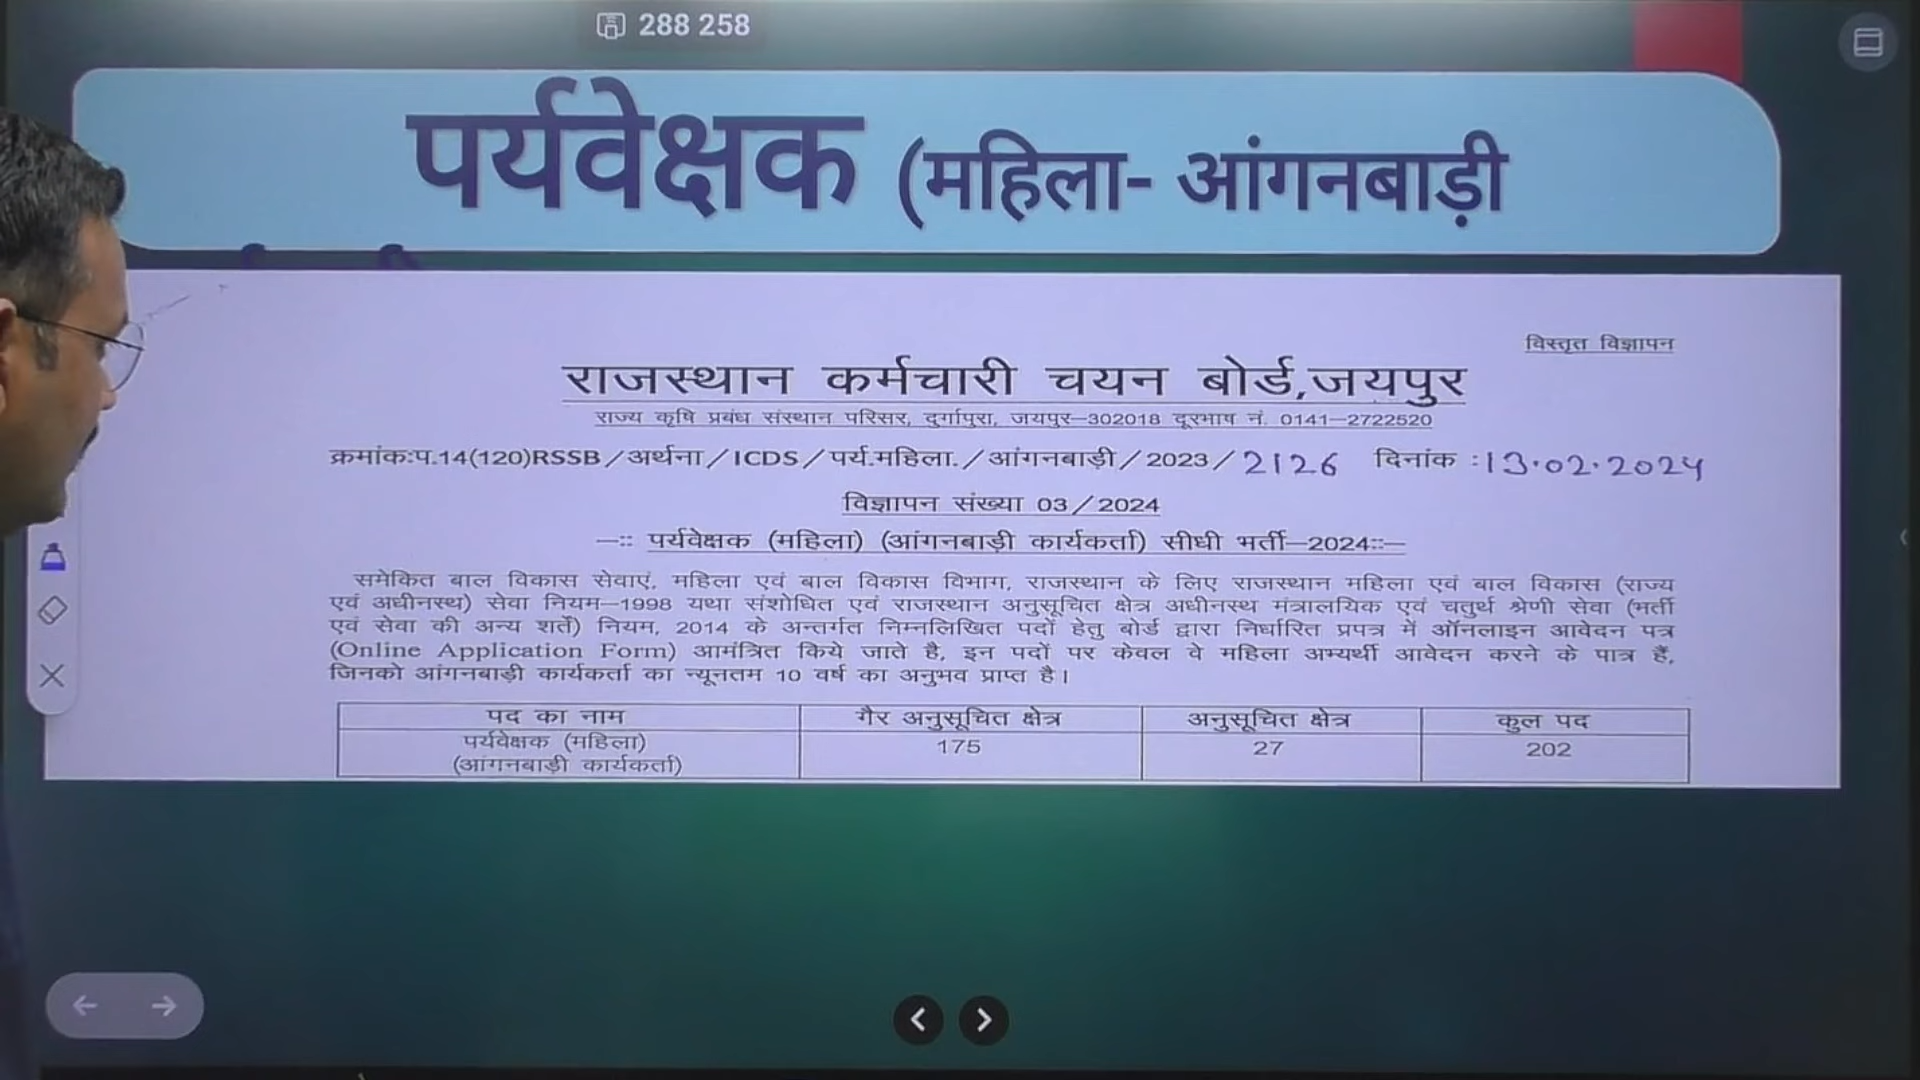 288 258
पर्यवेक्षक (महिला- आंगनबाड़ी
विस्तृत विज्ञापन
राजस्थान कर्मचारी चयन बोर्ड,जयपुर
राज्य कृषि प्रबंध संस्थान परिसर, दुर्गापुरा, जयपुर–302018 दूरभाष नं. 0141–2722520
क्रमांक:प.14(120)RSSB/अर्थना/ICDS/पर्य.महिला./आंगनबाड़ी/2023/2126 दिनांक :13.02.2024
विज्ञापन संख्या 03/2024
–:: पर्यवेक्षक (महिला) (आंगनबाड़ी कार्यकर्ता) सीधी भर्ती–2024::–
समेकित बाल विकास सेवाएं, महिला एवं बाल विकास विभाग, राजस्थान के लिए राजस्थान महिला एवं बाल विकास (राज्य
एवं अधीनस्थ) सेवा नियम–1998 यथा संशोधित एवं राजस्थान अनुसूचित क्षेत्र अधीनस्थ मंत्रालयिक एवं चतुर्थ श्रेणी सेवा (भर्ती
एवं सेवा की अन्य शर्तें) नियम, 2014 के अन्तर्गत निम्नलिखित पदों हेतु बोर्ड द्वारा निर्धारित प्रपत्र में ऑनलाइन आवेदन पत्र
(Online Application Form) आमंत्रित किये जाते है, इन पदों पर केवल वे महिला अभ्यर्थी आवेदन करने के पात्र हैं,
जिनको आंगनबाड़ी कार्यकर्ता का न्यूनतम 10 वर्ष का अनुभव प्राप्त है।
पद का नाम गैर अनुसूचित क्षेत्र अनुसूचित क्षेत्र कुल पद
पर्यवेक्षक (महिला) 175 27 202
(आंगनबाड़ी कार्यकर्ता)